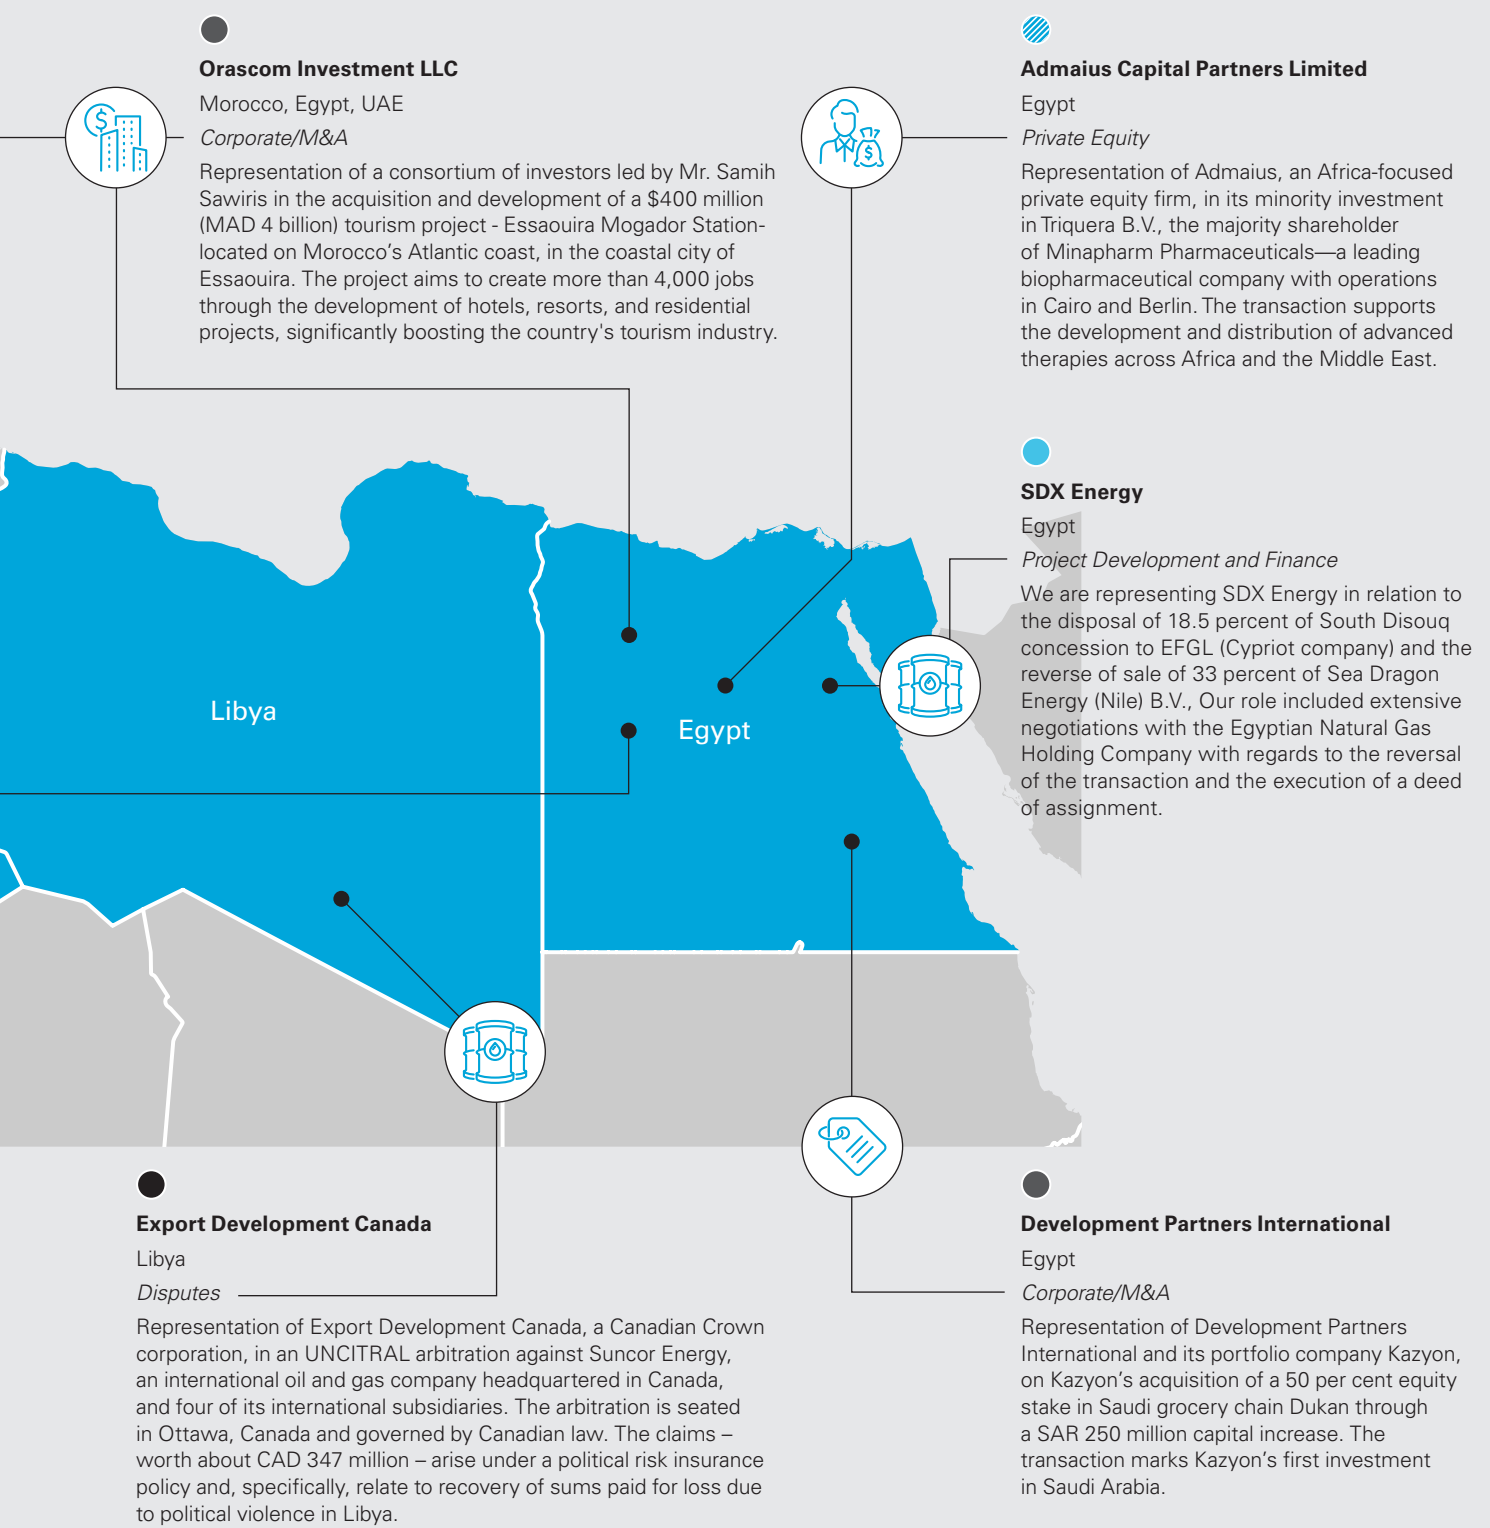 Orascom Investment LLC
Morocco, Egypt, UAE
Corporate/M&A
Representation of a consortium of investors led by Mr. Samih
Sawiris in the acquisition and development of a $400 million
(MAD 4 billion) tourism project - Essaouira Mogador Station-
located on Morocco's Atlantic coast, in the coastal city of
Essaouira. The project aims to create more than 4,000 jobs
through the development of hotels, resorts, and residential
projects, significantly boosting the country's tourism industry.
Admaius Capital Partners Limited
Egypt
Private Equity
Representation of Admaius, an Africa-focused
private equity firm, in its minority investment
in Triquera B.V., the majority shareholder
of Minapharm Pharmaceuticals—a leading
biopharmaceutical company with operations
in Cairo and Berlin. The transaction supports
the development and distribution of advanced
therapies across Africa and the Middle East.
SDX Energy
Egypt
Project Development and Finance
We are representing SDX Energy in relation to
the disposal of 18.5 percent of South Disouq
concession to EFGL (Cypriot company) and the
reverse of sale of 33 percent of Sea Dragon
Energy (Nile) B.V., Our role included extensive
negotiations with the Egyptian Natural Gas
Holding Company with regards to the reversal
of the transaction and the execution of a deed
of assignment.
Libya
Egypt
Export Development Canada
Libya
Disputes
Representation of Export Development Canada, a Canadian Crown
corporation, in an UNCITRAL arbitration against Suncor Energy,
an international oil and gas company headquartered in Canada,
and four of its international subsidiaries. The arbitration is seated
in Ottawa, Canada and governed by Canadian law. The claims –
worth about CAD 347 million – arise under a political risk insurance
policy and, specifically, relate to recovery of sums paid for loss due
to political violence in Libya.
Development Partners International
Egypt
Corporate/M&A
Representation of Development Partners
International and its portfolio company Kazyon,
on Kazyon's acquisition of a 50 per cent equity
stake in Saudi grocery chain Dukan through
a SAR 250 million capital increase. The
transaction marks Kazyon's first investment
in Saudi Arabia.